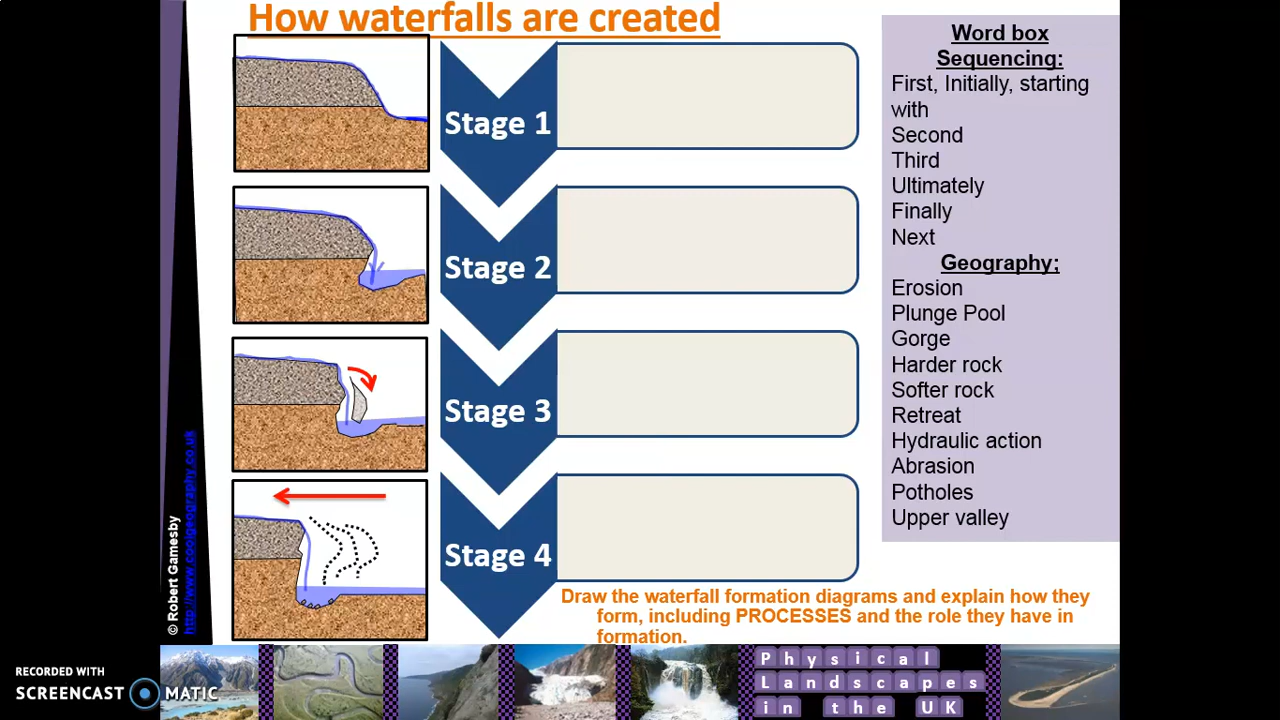 How waterfalls are created
Stage 1
Stage 2
Stage 3
Stage 4
Word box
Sequencing:
First, Initially, starting
with
Second
Third
Ultimately
Finally
Next
Geography;
Erosion
Plunge Pool
Gorge
Harder rock
Softer rock
Retreat
Hydraulic action
Abrasion
Potholes
Upper valley
Draw the waterfall formation diagrams and explain how they
form, including PROCESSES and the role they have in
formation.
© Robert Gamesby
http://www.coolgeography.co.uk
RECORDED WITH
SCREENCAST MATIC
Physical
Landscapes
in the UK